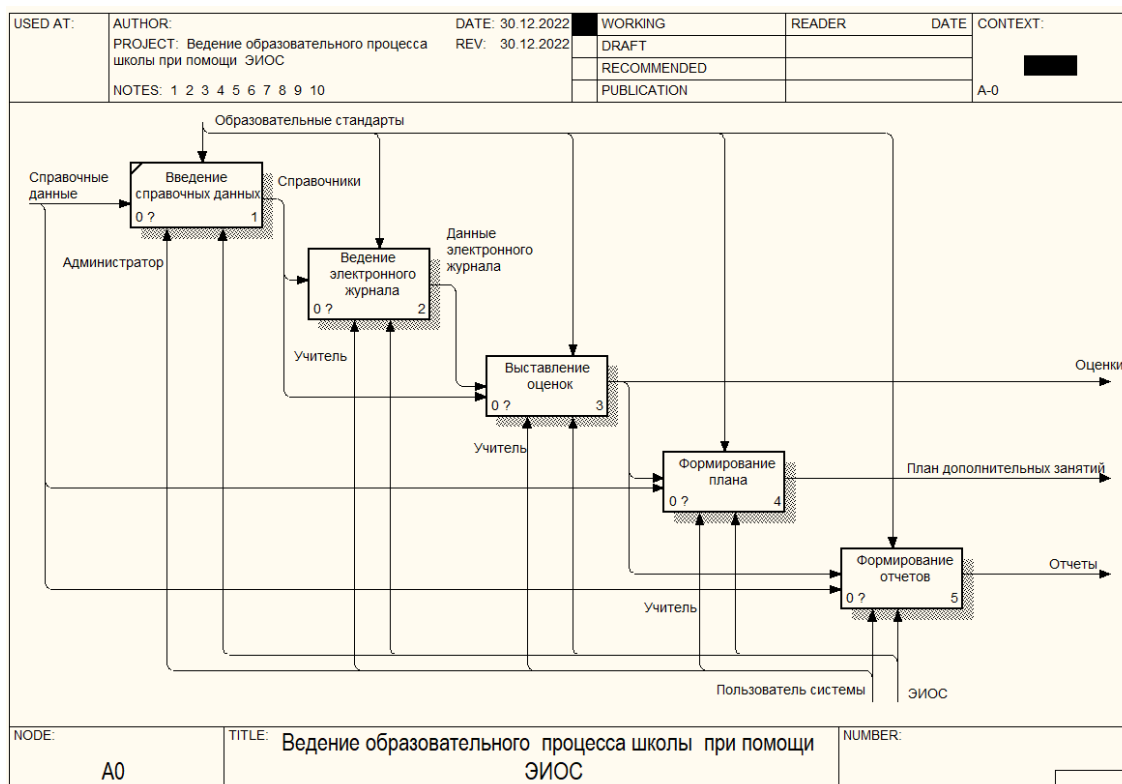 USED AT:
AUTHOR:
DATE: 30.12.2022
PROJECT: Ведение образовательного процесса
школы при помощи ЭИОС
REV: 30.12.2022
NOTES: 1 2 3 4 5 6 7 8 9 10
WORKING
DRAFT
RECOMMENDED
PUBLICATION
READER
DATE
CONTEXT:
A-0
Образовательные стандарты
Справочные
данные
Введение
справочных данных
0 ?
1
Справочники
Администратор
Ведение
электронного
журнала
0 ?
2
Данные
электронного
журнала
Учитель
Выставление
оценок
0 ?
3
Оценки
Учитель
Формирование
плана
0 ?
4
План дополнительных занятий
Формирование
отчетов
0 ?
5
Отчеты
Учитель
Пользователь системы
ЭИОС
NODE:
A0
TITLE:
Ведение образовательного процесса школы при помощи
ЭИОС
NUMBER: